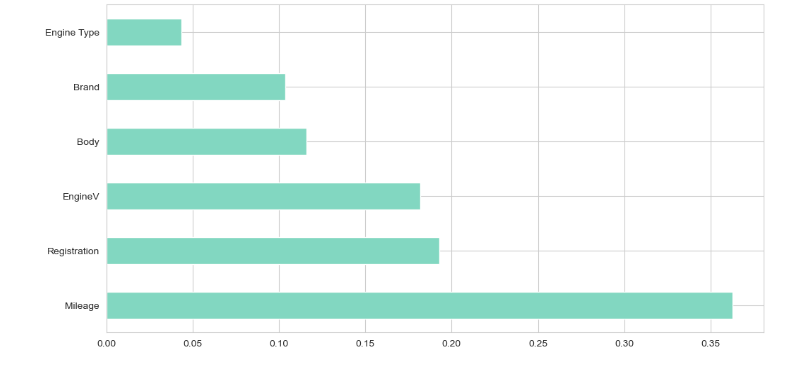 Engine Type
Brand
Body
EngineV
Registration
Mileage
0.00 0.05 0.10 0.15 0.20 0.25 0.30 0.35